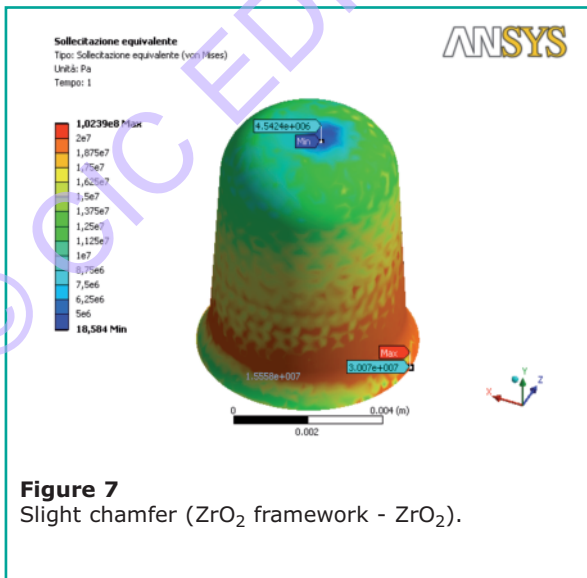 Sollecitazione equivalente
Tipo: Sollecitazione equivalente (von Mises)
Unità: Pa
Tempo: 1
ANSYS
1,0239e8 Max
2e7
1,875e7
1,75e7
1,625e7
1,5e7
1,375e7
1,25e7
1,125e7
1e7
8,75e6
7,5e6
6,25e6
5e6
18,584 Min
4.5424e+006
Min
Max
3.007e+007
1.5558e+007
0
0.004 (m)
0.002
Y
Z
X
© CIC EDI
Figure 7
Slight chamfer (ZrO₂ framework - ZrO₂).